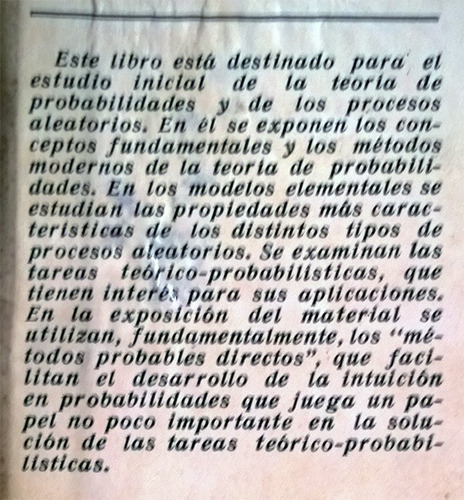 Este libro está destinado para el
estudio inicial de la teoría de
probabilidades y de los procesos
aleatorios. En él se exponen los con-
ceptos fundamentales y los métodos
modernos de la teoría de probabili-
dades. En los modelos elementales se
estudian las propiedades más carac-
terísticas de los distintos tipos de
procesos aleatorios. Se examinan las
tareas teórico-probabilísticas, que
tienen interés para sus aplicaciones.
En la exposición del material se
utilizan, fundamentalmente, los "mé-
todos probables directos", que faci-
litan el desarrollo de la intuición
en probabilidades que juega un pa-
pel no poco importante en la solu-
ción de las tareas teórico-probabi-
lísticas.